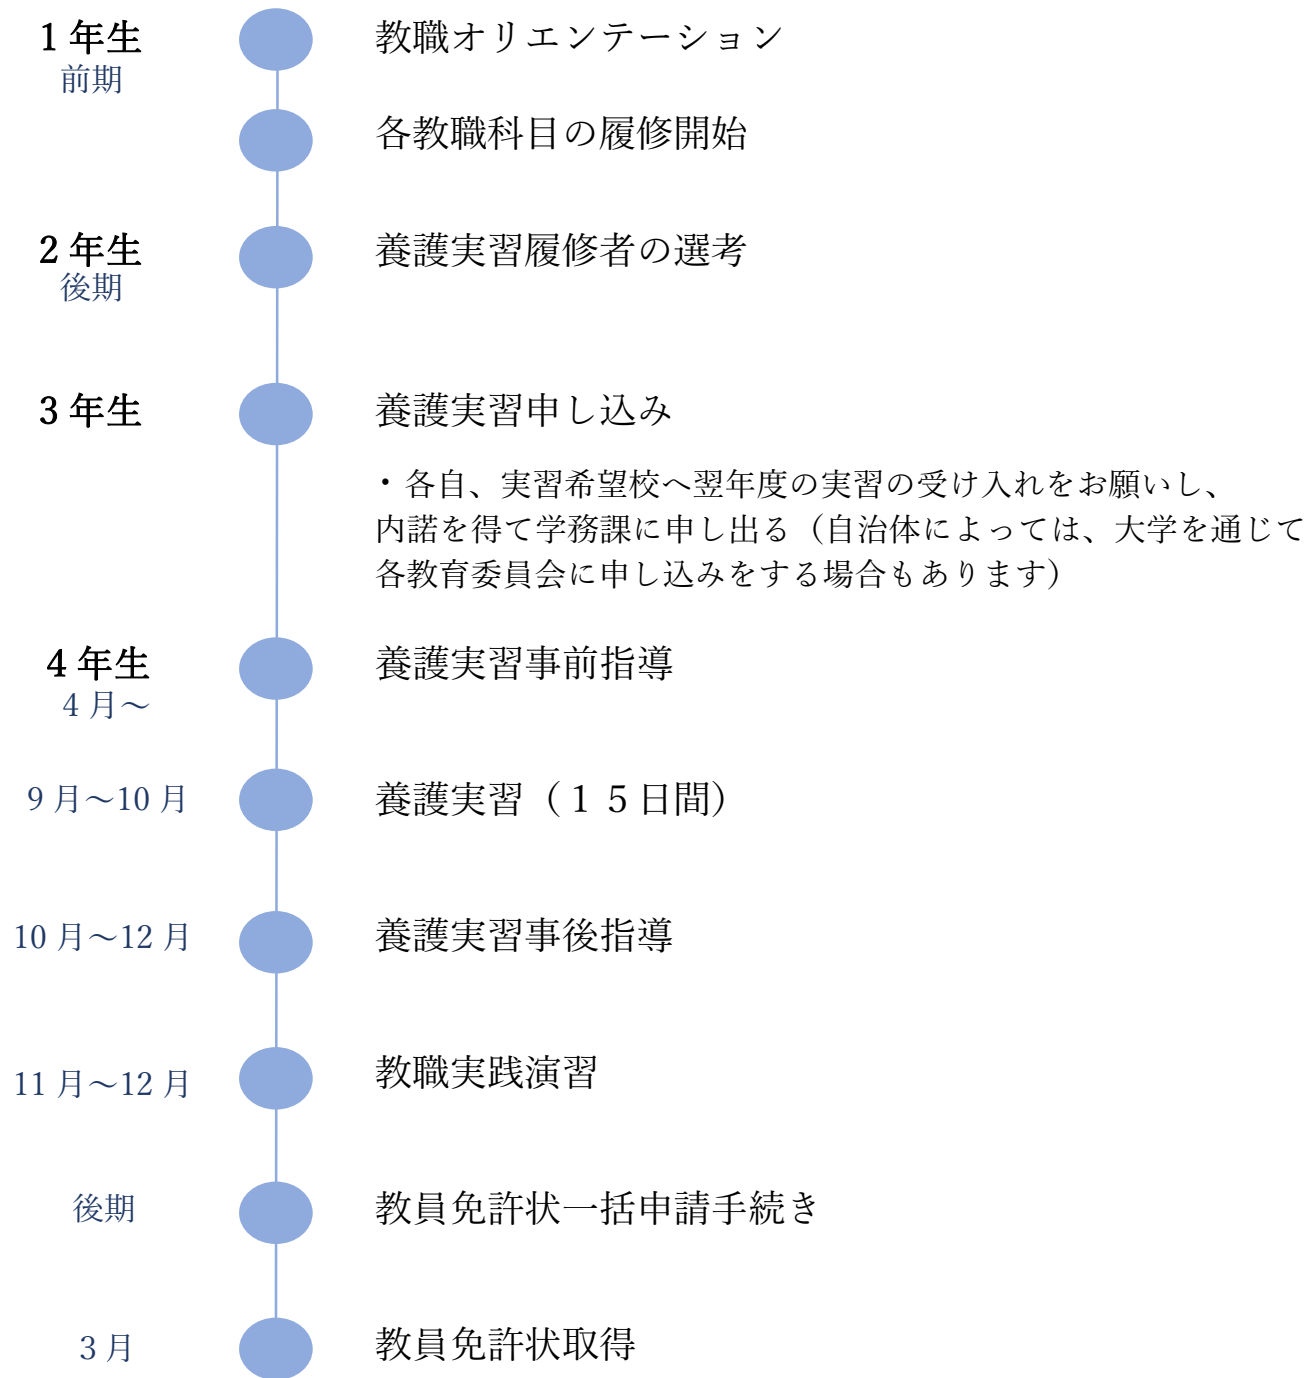 1 年生
前期
教職オリエンテーション
各教職科目の履修開始
2 年生
後期
養護実習履修者の選考
3 年生
養護実習申し込み
・各自、実習希望校へ翌年度の実習の受け入れをお願いし、
内諾を得て学務課に申し出る（自治体によっては、大学を通じて
各教育委員会に申し込みをする場合もあります）
4 年生
4 月～
養護実習事前指導
9 月～10 月
養護実習（１５日間）
10 月～12 月
養護実習事後指導
11 月～12 月
教職実践演習
後期
教員免許状一括申請手続き
3 月
教員免許状取得